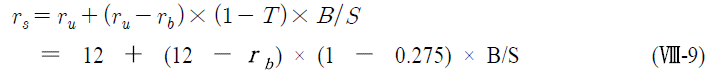 r_s = r_u + (r_u − r_b) × (1 − T) × B/S
= 12 + (12 − r_b) × (1 − 0.275) × B/S (Ⅷ-9)